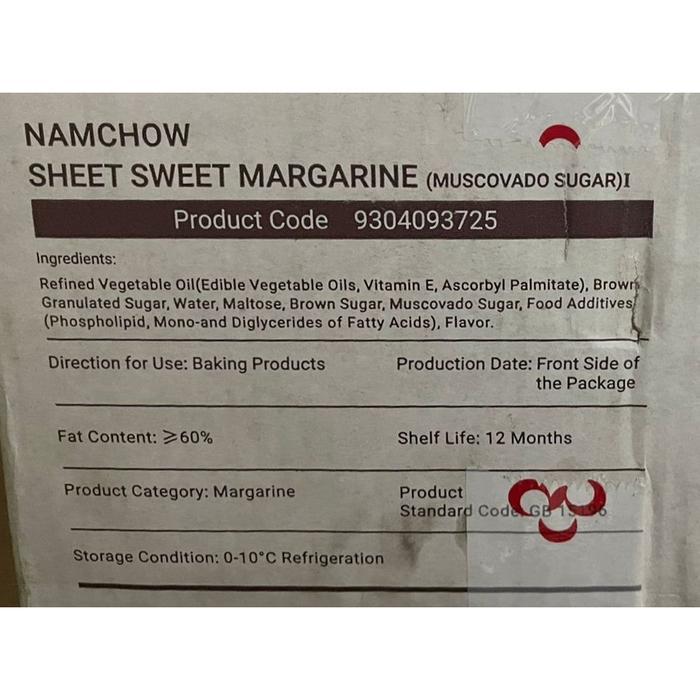 NAMCHOW
SHEET SWEET MARGARINE (MUSCOVADO SUGAR)I
Product Code 9304093725
Ingredients:
Refined Vegetable Oil(Edible Vegetable Oils, Vitamin E, Ascorbyl Palmitate), Brown
Granulated Sugar, Water, Maltose, Brown Sugar, Muscovado Sugar, Food Additives
(Phospholipid, Mono-and Diglycerides of Fatty Acids), Flavor.
Direction for Use: Baking Products
Production Date: Front Side of
the Package
Fat Content: ⩾60%
Shelf Life: 12 Months
Product Category: Margarine
Product
Standard Code: GB 15196
Storage Condition: 0-10°C Refrigeration